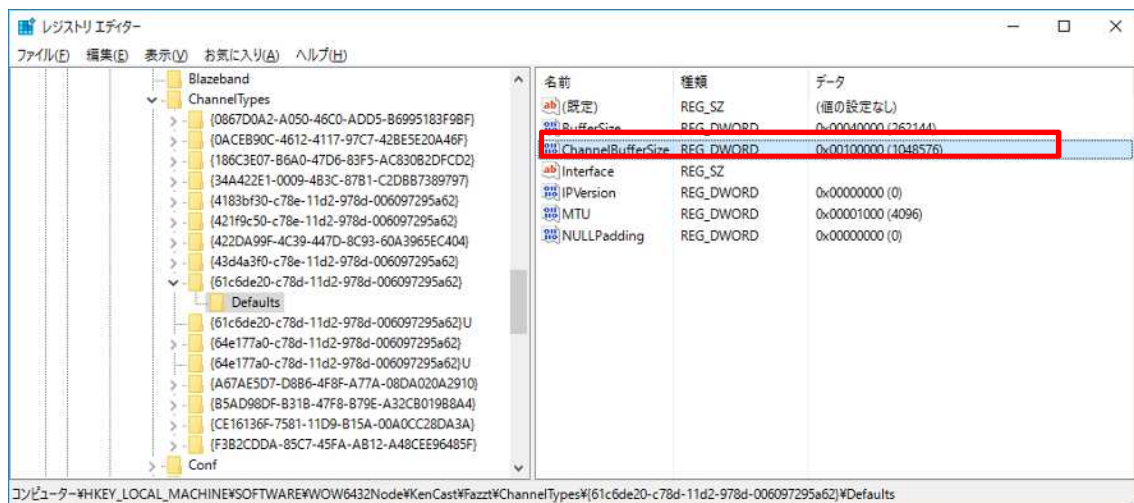 レジストリ エディター
ファイル(F) 編集(E) 表示(V) お気に入り(A) ヘルプ(H)
Blazeband
ChannelTypes
{0867D0A2-A050-46C0-ADD5-B6995183F9BF}
{0ACEB90C-4612-4117-97C7-42BE5E20A46F}
{186C3E07-B6A0-47D6-83F5-AC830B2DFCD2}
{34A422E1-0009-4B3C-87B1-C2DBB7389797}
{4183bf30-c78e-11d2-978d-006097295a62}
{421f9c50-c78e-11d2-978d-006097295a62}
{422DA99F-4C39-447D-8C93-60A3965EC404}
{43d4a3f0-c78e-11d2-978d-006097295a62}
{61c6de20-c78d-11d2-978d-006097295a62}
Defaults
{61c6de20-c78d-11d2-978d-006097295a62}U
{64e177a0-c78d-11d2-978d-006097295a62}
{64e177a0-c78d-11d2-978d-006097295a62}U
{A67AE5D7-D8B6-4F8F-A77A-08DA020A2910}
{B5AD98DF-B31B-47F8-B79E-A32CB019B8A4}
{CE16136F-7581-11D9-B15A-00A0CC28DA3A}
{F3B2CDDA-85C7-45FA-AB12-A48CEE96485F}
Conf
名前 種類 データ
(既定) REG_SZ (値の設定なし)
BufferSize REG_DWORD 0x00040000 (262144)
ChannelBufferSize REG_DWORD 0x00100000 (1048576)
Interface REG_SZ
IPVersion REG_DWORD 0x00000000 (0)
MTU REG_DWORD 0x00001000 (4096)
NULLPadding REG_DWORD 0x00000000 (0)
コンピューター¥HKEY_LOCAL_MACHINE¥SOFTWARE¥WOW6432Node¥KenCast¥Fazzt¥ChannelTypes¥{61c6de20-c78d-11d2-978d-006097295a62}¥Defaults